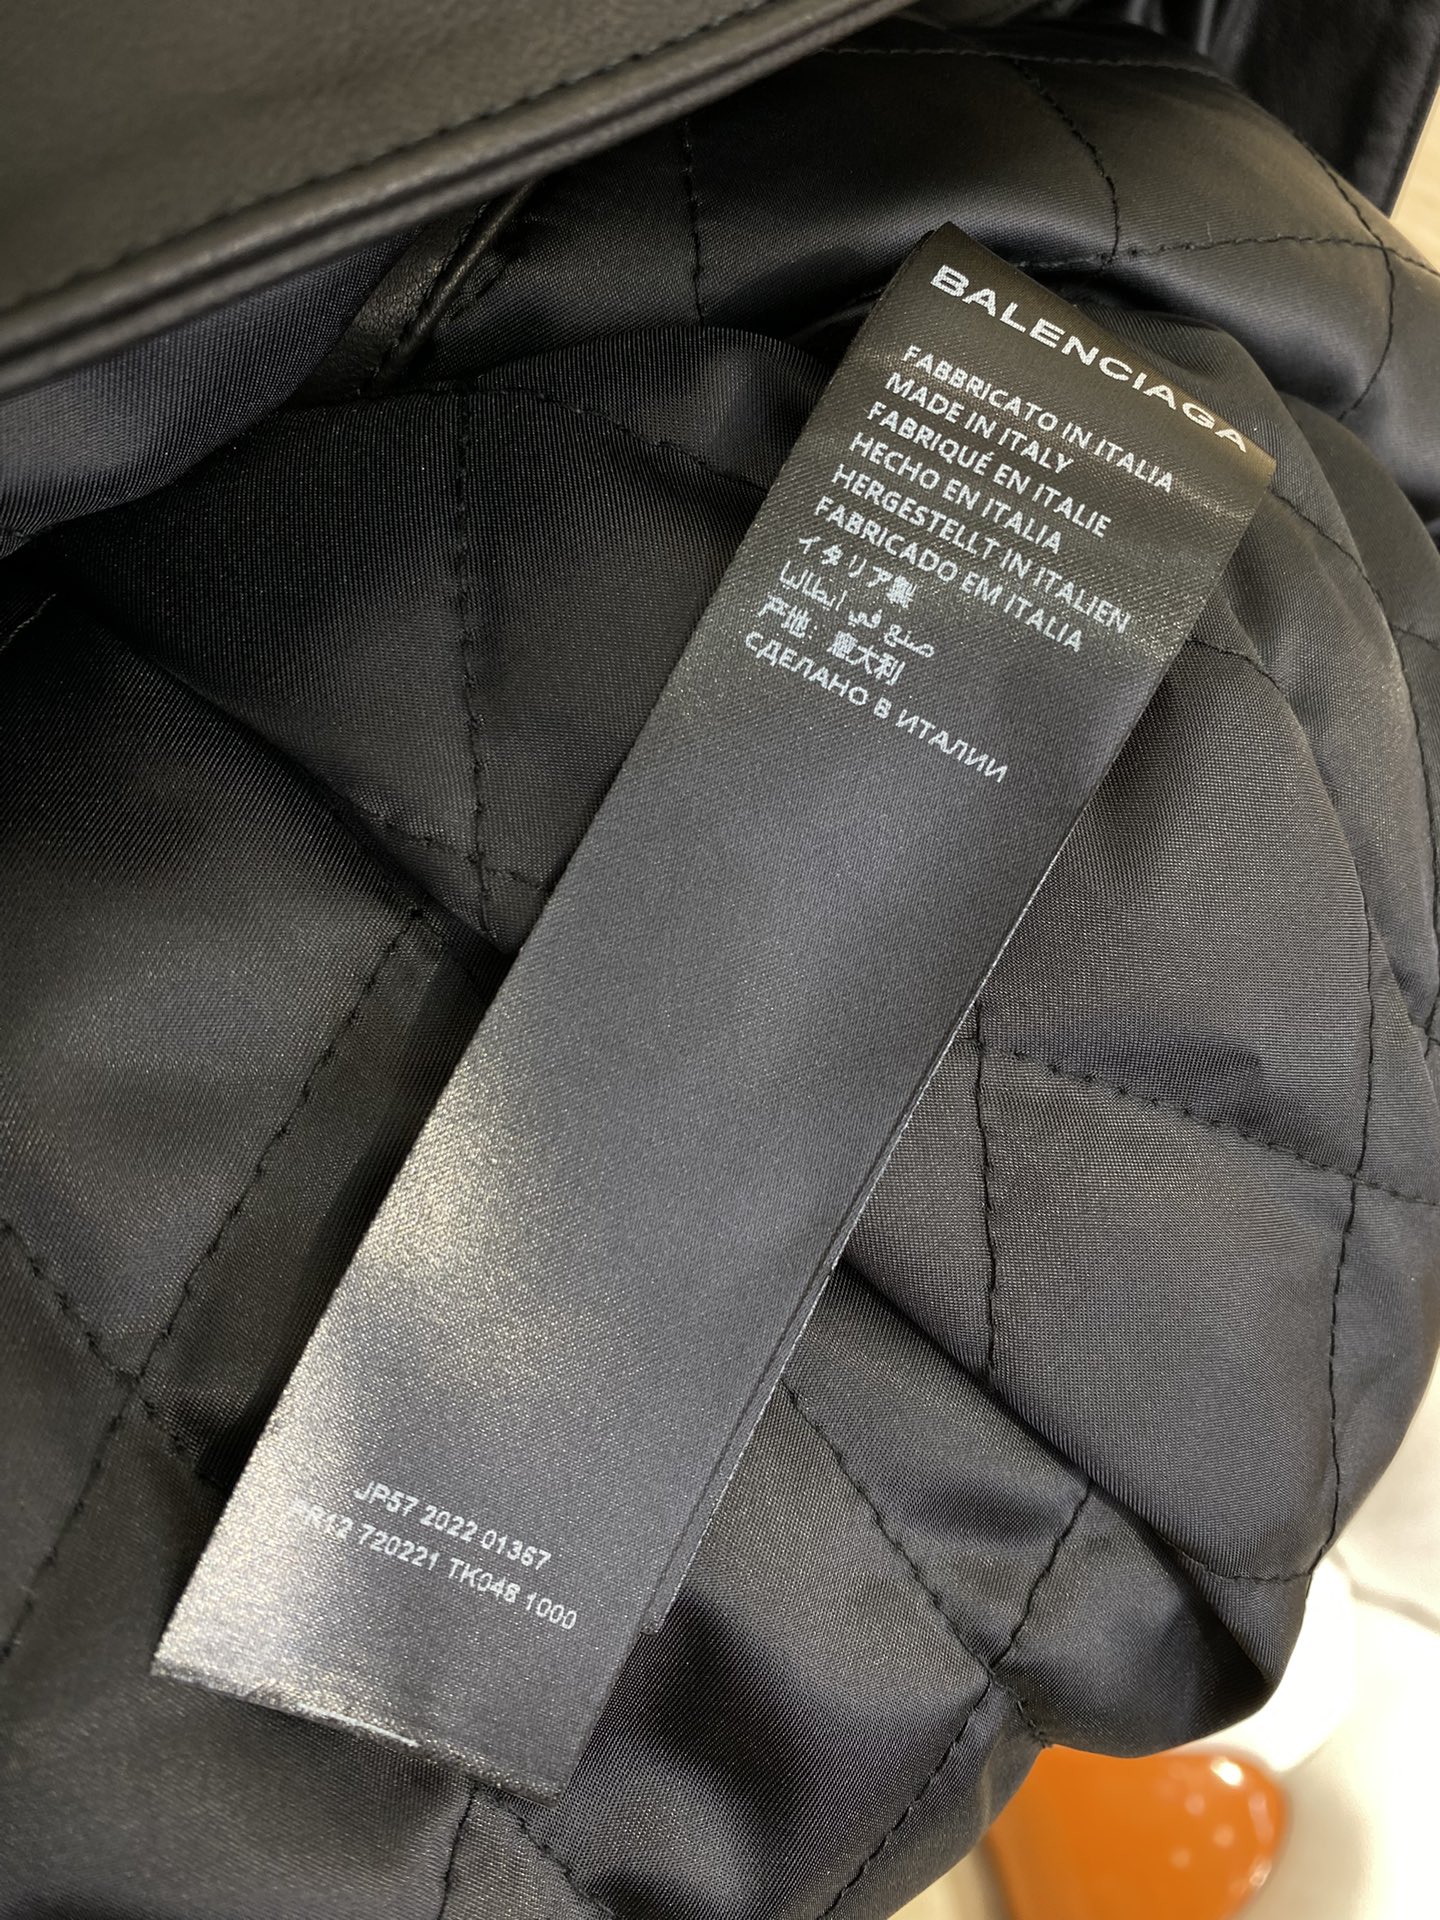 BALENCIAGA
FABBRICATO IN ITALIA
MADE IN ITALY
FABRIQUÉ EN ITALIE
HECHO EN ITALIA
HERGESTELLT IN ITALIEN
FABRICADO EM ITALIA
イタリア製
صنع في ايطاليا
产地：意大利
СДЕЛАНО В ИТАЛИИ
JP57 2022 01367
720221 TK048 1000